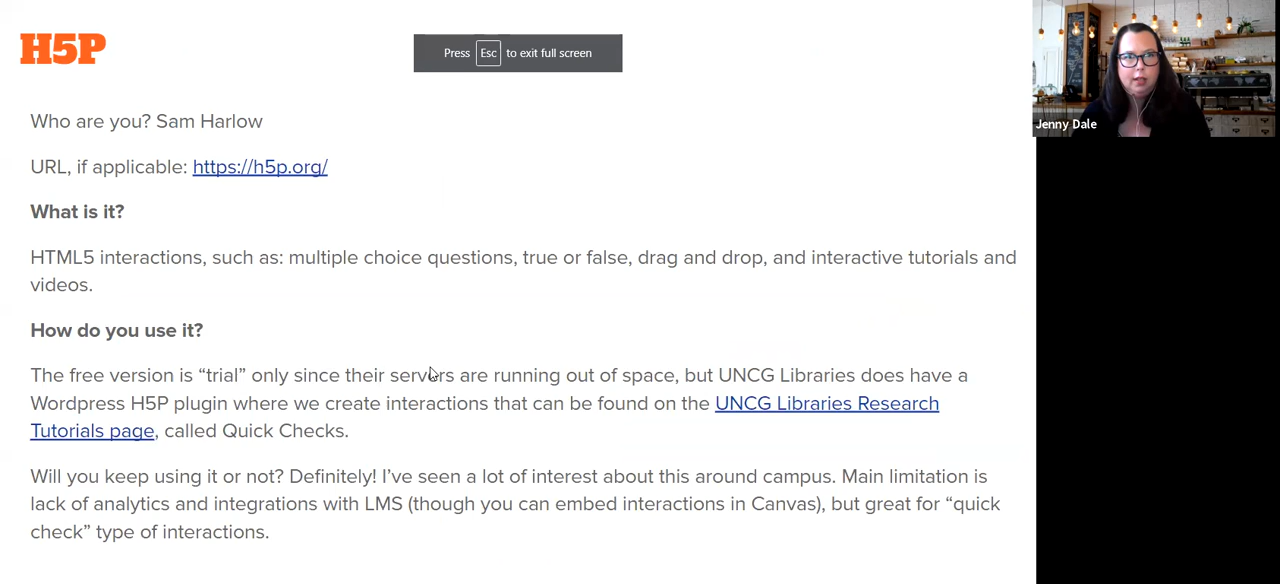 H5P
Press Esc to exit full screen
Jenny Dale
Who are you? Sam Harlow
URL, if applicable: https://h5p.org/
What is it?
HTML5 interactions, such as: multiple choice questions, true or false, drag and drop, and interactive tutorials and
videos.
How do you use it?
The free version is “trial” only since their servers are running out of space, but UNCG Libraries does have a
Wordpress H5P plugin where we create interactions that can be found on the UNCG Libraries Research
Tutorials page, called Quick Checks.
Will you keep using it or not? Definitely! I’ve seen a lot of interest about this around campus. Main limitation is
lack of analytics and integrations with LMS (though you can embed interactions in Canvas), but great for “quick
check” type of interactions.